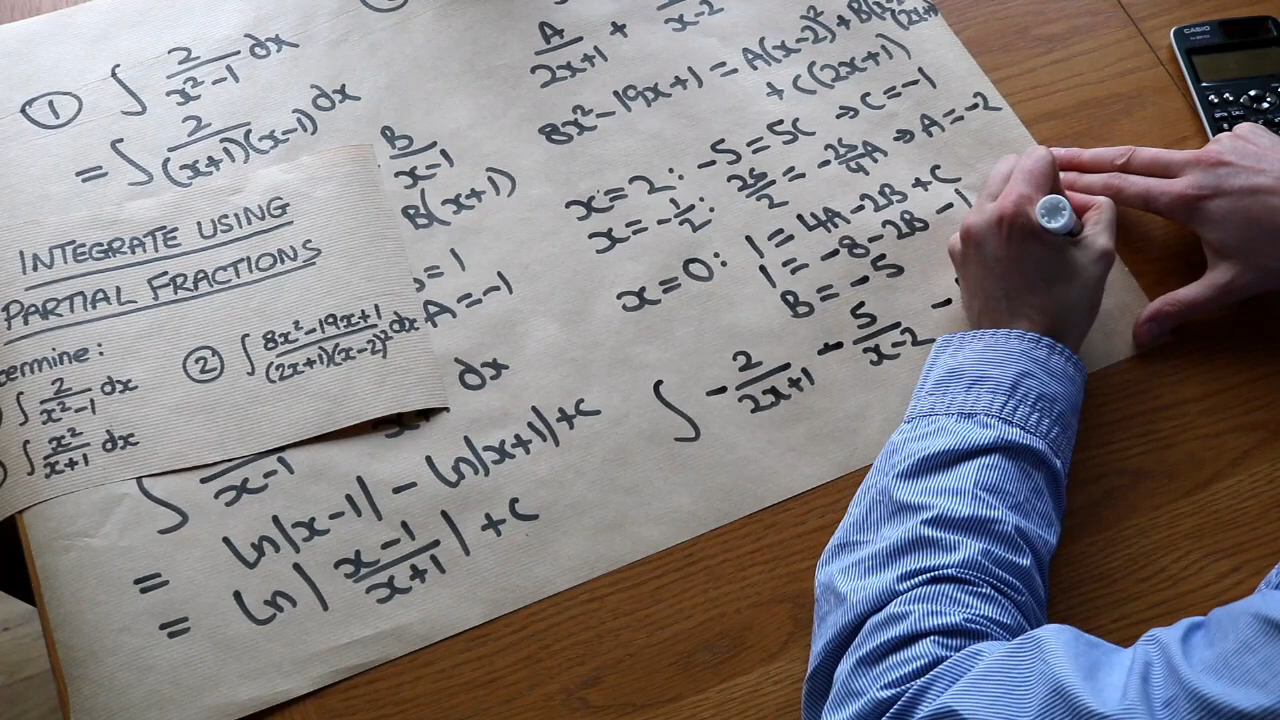 ① ∫ 2/(x²-1) dx
= ∫ 2/((x+1)(x-1)) dx
B/(x-1)
B(x+1)
= 1
A = -1
dx
∫ /(x-1)
= ln|x-1| - ln|x+1| + C
= ln|(x-1)/(x+1)| + C
INTEGRATE USING
PARTIAL FRACTIONS
ermine:
∫ 2/(x²-1) dx
② ∫ (8x²-19x+1)/((2x+1)(x-2)²) dx
∫ x²/(x+1) dx
A/(2x+1) + /(x-2)
8x²-19x+1 = A(x-2)² + B(x-2)(2x+1)
+ C(2x+1)
x=2: -5 = 5C ⇒ C = -1
x=-1/2: 25/2 = -25/4 A ⇒ A = -2
x=0: 1 = 4A - 2B + C
1 = -8 - 2B - 1
B = -5
∫ -2/(2x+1) - 5/(x-2) -
CASIO